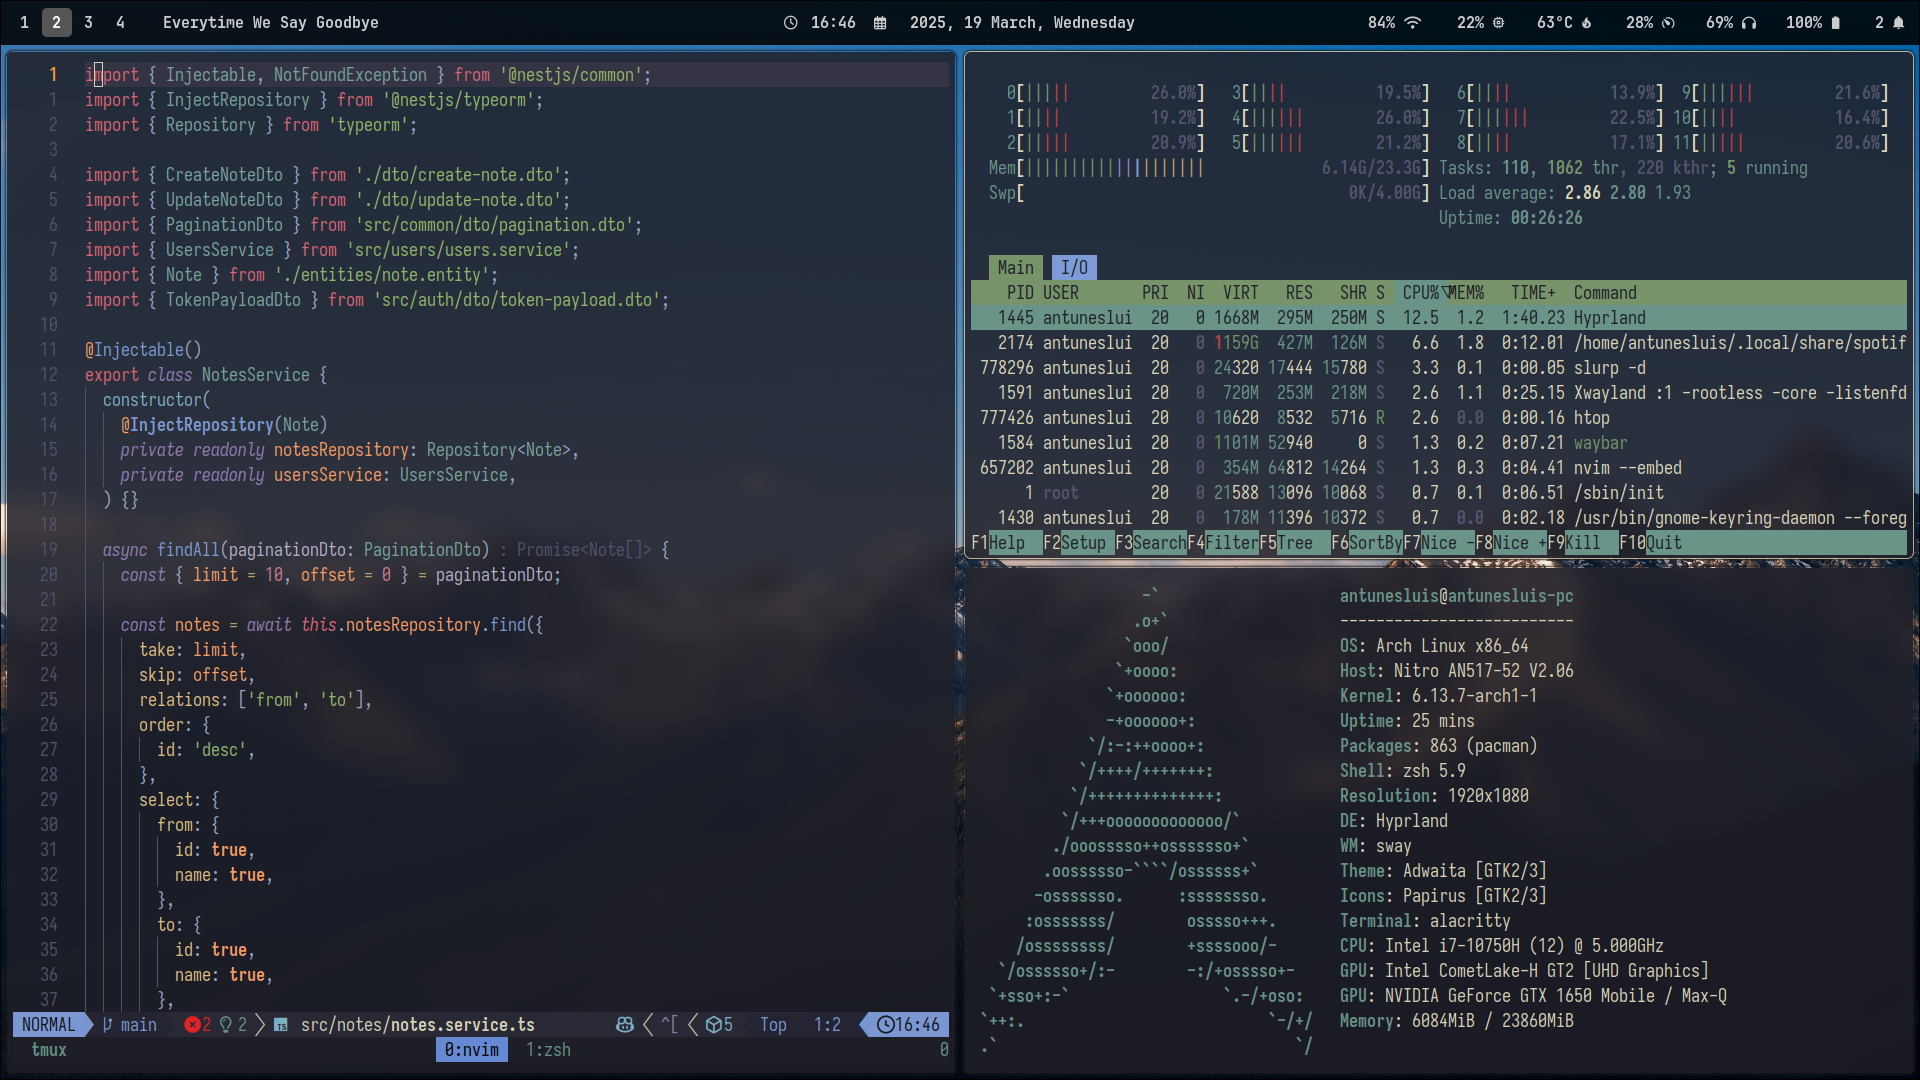 1 2 3 4 Everytime We Say Goodbye 16:46 2025, 19 March, Wednesday 84% 22% 63°C 28% 69% 100% 2
1 import { Injectable, NotFoundException } from '@nestjs/common';
1 import { InjectRepository } from '@nestjs/typeorm';
2 import { Repository } from 'typeorm';
3
4 import { CreateNoteDto } from './dto/create-note.dto';
5 import { UpdateNoteDto } from './dto/update-note.dto';
6 import { PaginationDto } from 'src/common/dto/pagination.dto';
7 import { UsersService } from 'src/users/users.service';
8 import { Note } from './entities/note.entity';
9 import { TokenPayloadDto } from 'src/auth/dto/token-payload.dto';
10
11 @Injectable()
12 export class NotesService {
13 constructor(
14 @InjectRepository(Note)
15 private readonly notesRepository: Repository<Note>,
16 private readonly usersService: UsersService,
17 ) {}
18
19 async findAll(paginationDto: PaginationDto) : Promise<Note[]> {
20 const { limit = 10, offset = 0 } = paginationDto;
21
22 const notes = await this.notesRepository.find({
23 take: limit,
24 skip: offset,
25 relations: ['from', 'to'],
26 order: {
27 id: 'desc',
28 },
29 select: {
30 from: {
31 id: true,
32 name: true,
33 },
34 to: {
35 id: true,
36 name: true,
37 },
NORMAL main 2 2 TS src/notes/notes.service.ts ^[ 5 Top 1:2 16:46
tmux 0:nvim 1:zsh 0
0[||||| 26.0%] 3[|||| 19.5%] 6[|||| 13.9%] 9[|||||| 21.6%]
1[|||| 19.2%] 4[|||||| 26.0%] 7[|||||| 22.5%] 10[|||| 16.4%]
2[||||| 20.9%] 5[|||||| 21.2%] 8[|||| 17.1%] 11[||||| 20.6%]
Mem[|||||||||||||||||||| 6.14G/23.3G] Tasks: 110, 1062 thr, 220 kthr; 5 running
Swp[ 0K/4.00G] Load average: 2.86 2.80 1.93
Uptime: 00:26:26
Main I/O
PID USER PRI NI VIRT RES SHR S CPU%▽MEM% TIME+ Command
1445 antuneslui 20 0 1668M 295M 250M S 12.5 1.2 1:40.23 Hyprland
2174 antuneslui 20 0 1159G 427M 126M S 6.6 1.8 0:12.01 /home/antunesluis/.local/share/spotif
778296 antuneslui 20 0 24320 17444 15780 S 3.3 0.1 0:00.05 slurp -d
1591 antuneslui 20 0 720M 253M 218M S 2.6 1.1 0:25.15 Xwayland :1 -rootless -core -listenfd
777426 antuneslui 20 0 10620 8532 5716 R 2.6 0.0 0:00.16 htop
1584 antuneslui 20 0 1101M 52940 0 S 1.3 0.2 0:07.21 waybar
657202 antuneslui 20 0 354M 64812 14264 S 1.3 0.3 0:04.41 nvim --embed
1 root 20 0 21588 13096 10068 S 0.7 0.1 0:06.51 /sbin/init
1430 antuneslui 20 0 178M 11396 10372 S 0.7 0.0 0:02.18 /usr/bin/gnome-keyring-daemon --foreg
F1Help F2Setup F3SearchF4FilterF5Tree F6SortByF7Nice -F8Nice +F9Kill F10Quit
-` antunesluis@antunesluis-pc
.o+` --------------------------
`ooo/ OS: Arch Linux x86_64
`+oooo: Host: Nitro AN517-52 V2.06
`+oooooo: Kernel: 6.13.7-arch1-1
-+oooooo+: Uptime: 25 mins
`/:-:++oooo+: Packages: 863 (pacman)
`/++++/+++++++: Shell: zsh 5.9
`/++++++++++++++: Resolution: 1920x1080
`/+++ooooooooooooo/` DE: Hyprland
./ooosssso++osssssso+` WM: sway
.oossssso-````/ossssss+` Theme: Adwaita [GTK2/3]
-osssssso. :ssssssso. Icons: Papirus [GTK2/3]
:osssssss/ osssso+++. Terminal: alacritty
/ossssssss/ +ssssooo/- CPU: Intel i7-10750H (12) @ 5.000GHz
`/ossssso+/:- -:/+osssso+- GPU: Intel CometLake-H GT2 [UHD Graphics]
`+sso+:-` `.-/+oso: GPU: NVIDIA GeForce GTX 1650 Mobile / Max-Q
`++:. `-/+/ Memory: 6084MiB / 23860MiB
.` `/